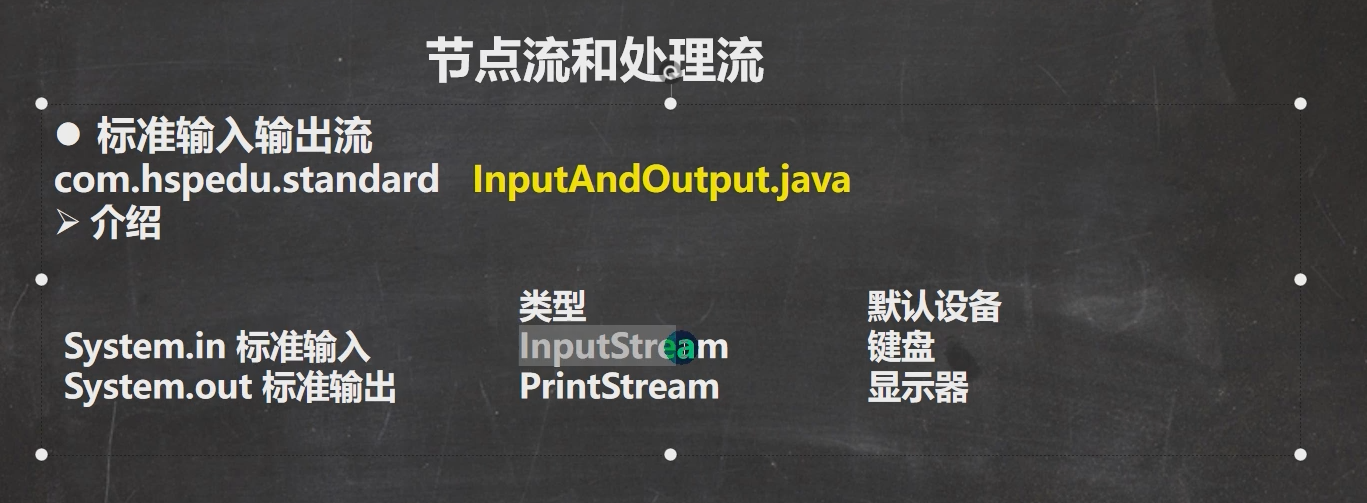 节点流和处理流
● 标准输入输出流
com.hspedu.standard InputAndOutput.java
➢ 介绍
类型 默认设备
System.in 标准输入 InputStream 键盘
System.out 标准输出 PrintStream 显示器